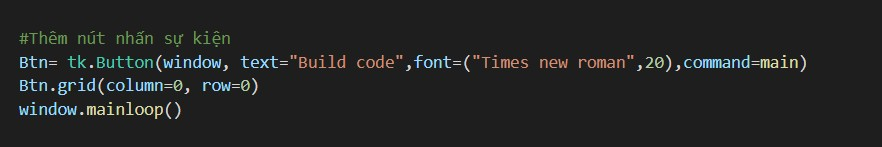 #Thêm nút nhấn sự kiện
Btn= tk.Button(window, text="Build code",font=("Times new roman",20),command=main)
Btn.grid(column=0, row=0)
window.mainloop()